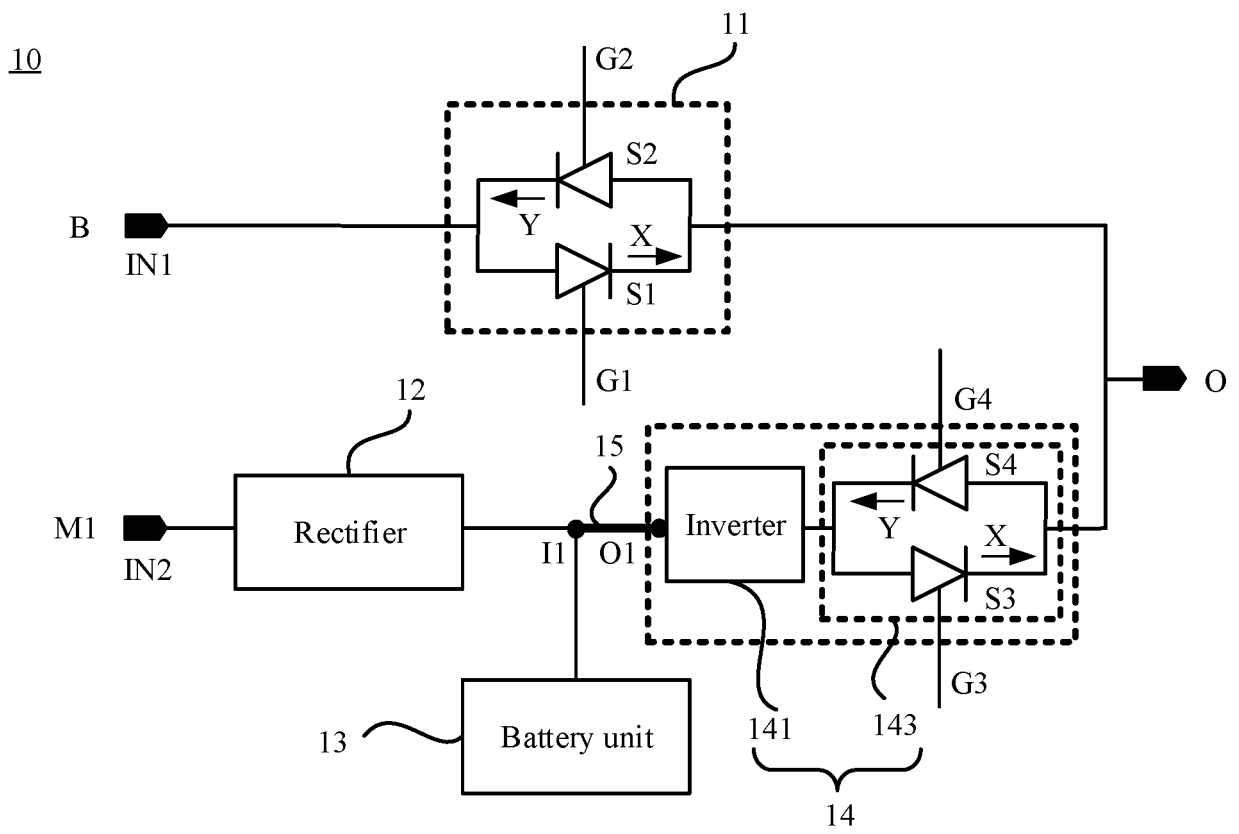 10
11
G2
S2
Y
X
S1
G1
B
IN1
O
12
15
G4
S4
Y
X
S3
G3
M1
IN2
Rectifier
I1
O1
Inverter
13
Battery unit
141
143
14